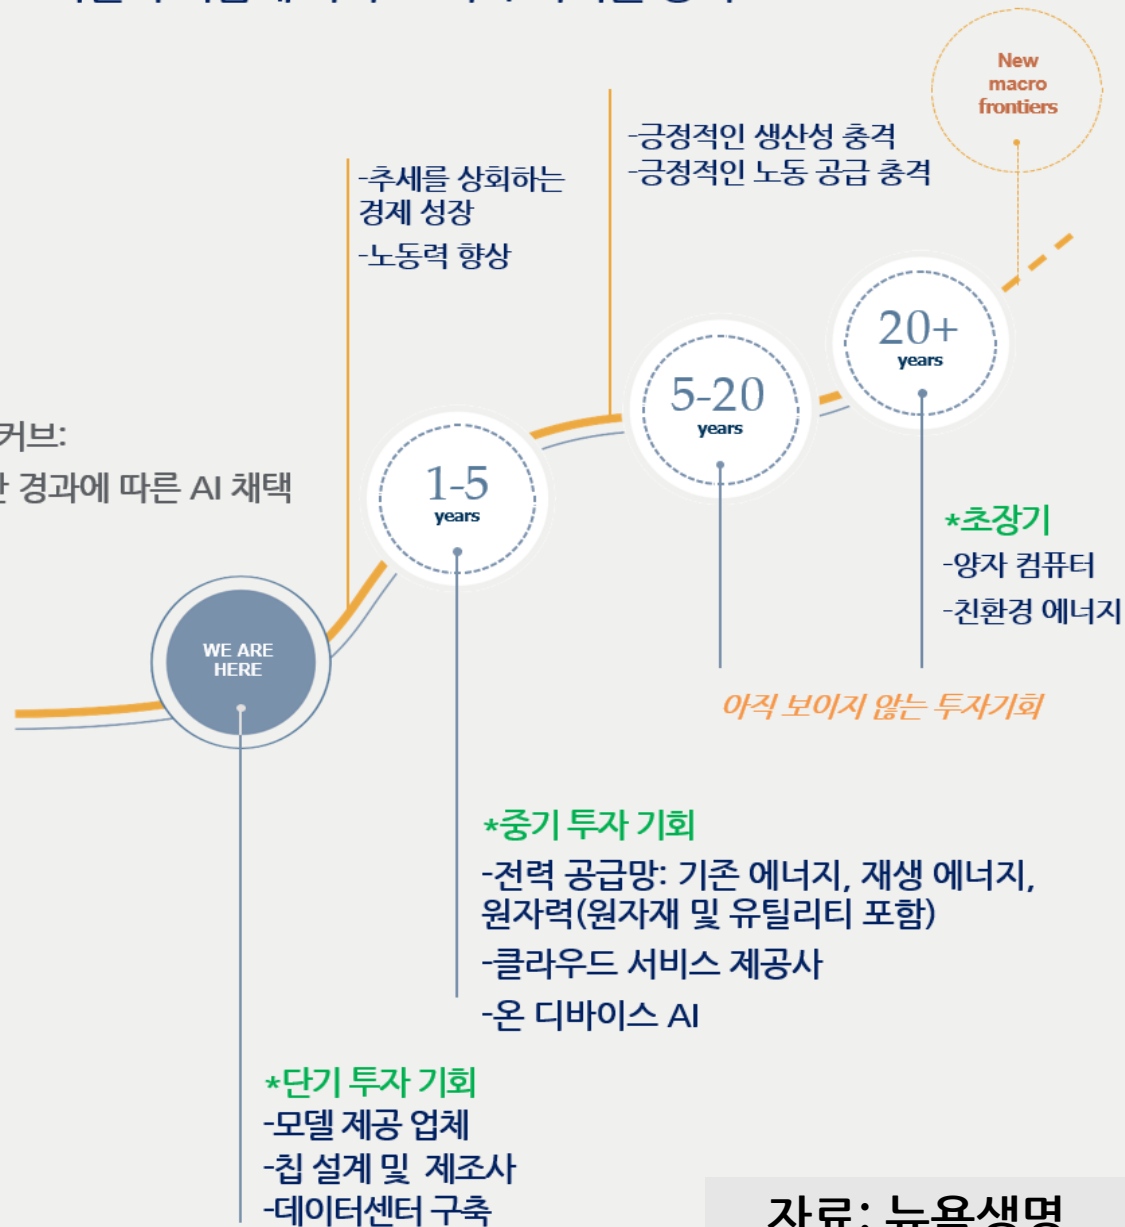 New
macro
frontiers
-긍정적인 생산성 충격
-긍정적인 노동 공급 충격
-추세를 상회하는
경제 성장
-노동력 향상
20+
years
5-20
years
커브:
경과에 따른 AI 채택
1-5
years
*초장기
-양자 컴퓨터
-친환경 에너지
WE ARE
HERE
아직 보이지 않는 투자기회
*중기 투자 기회
-전력 공급망: 기존 에너지, 재생 에너지,
원자력(원자재 및 유틸리티 포함)
-클라우드 서비스 제공사
-온 디바이스 AI
*단기 투자 기회
-모델 제공 업체
-칩 설계 및 제조사
-데이터센터 구축
자료: 뉴욕생명